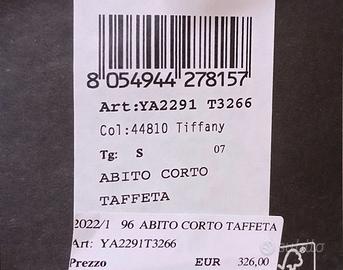 8 054944 278157
Art:YA2291 T3266
Col:44810 Tiffany
Tg: S 07
ABITO CORTO
TAFFETA
2022/1 96 ABITO CORTO TAFFETA
Art: YA2291T3266
Prezzo EUR 326,00
subito